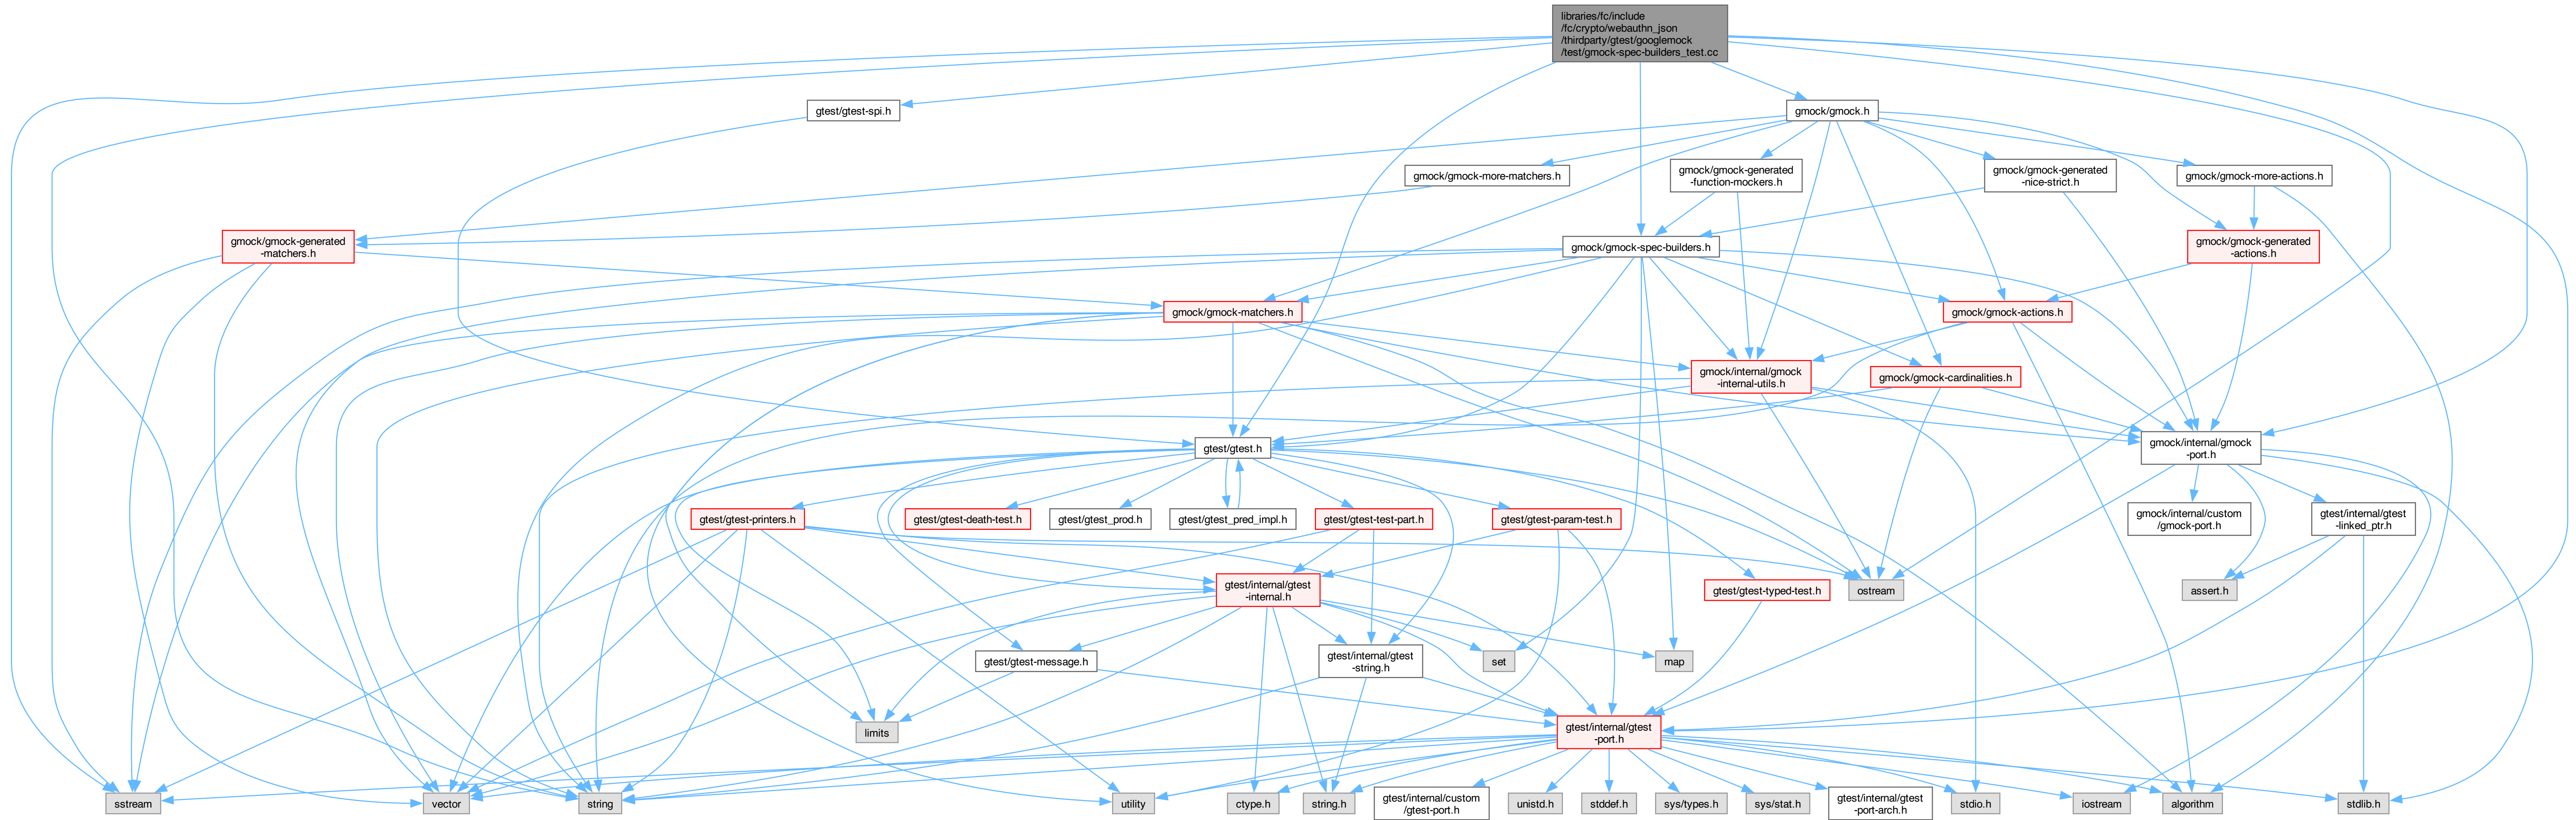 libraries/fc/include
/fc/crypto/webauthn_json
/thirdparty/gtest/googlemock
/test/gmock-spec-builders_test.cc
gtest/gtest-spi.h
gmock/gmock.h
gmock/gmock-more-matchers.h
gmock/gmock-generated
-function-mockers.h
gmock/gmock-generated
-nice-strict.h
gmock/gmock-more-actions.h
gmock/gmock-generated
-matchers.h
gmock/gmock-spec-builders.h
gmock/gmock-generated
-actions.h
gmock/gmock-matchers.h
gmock/gmock-actions.h
gmock/internal/gmock
-internal-utils.h
gmock/gmock-cardinalities.h
gtest/gtest.h
gmock/internal/gmock
-port.h
gtest/gtest-printers.h
gtest/gtest-death-test.h
gtest/gtest_prod.h
gtest/gtest_pred_impl.h
gtest/gtest-test-part.h
gtest/gtest-param-test.h
gmock/internal/custom
/gmock-port.h
gtest/internal/gtest
-linked_ptr.h
gtest/internal/gtest
-internal.h
gtest/gtest-typed-test.h
ostream
assert.h
gtest/gtest-message.h
gtest/internal/gtest
-string.h
set
map
limits
gtest/internal/gtest
-port.h
sstream
vector
string
utility
ctype.h
string.h
gtest/internal/custom
/gtest-port.h
unistd.h
stddef.h
sys/types.h
sys/stat.h
gtest/internal/gtest
-port-arch.h
stdio.h
iostream
algorithm
stdlib.h